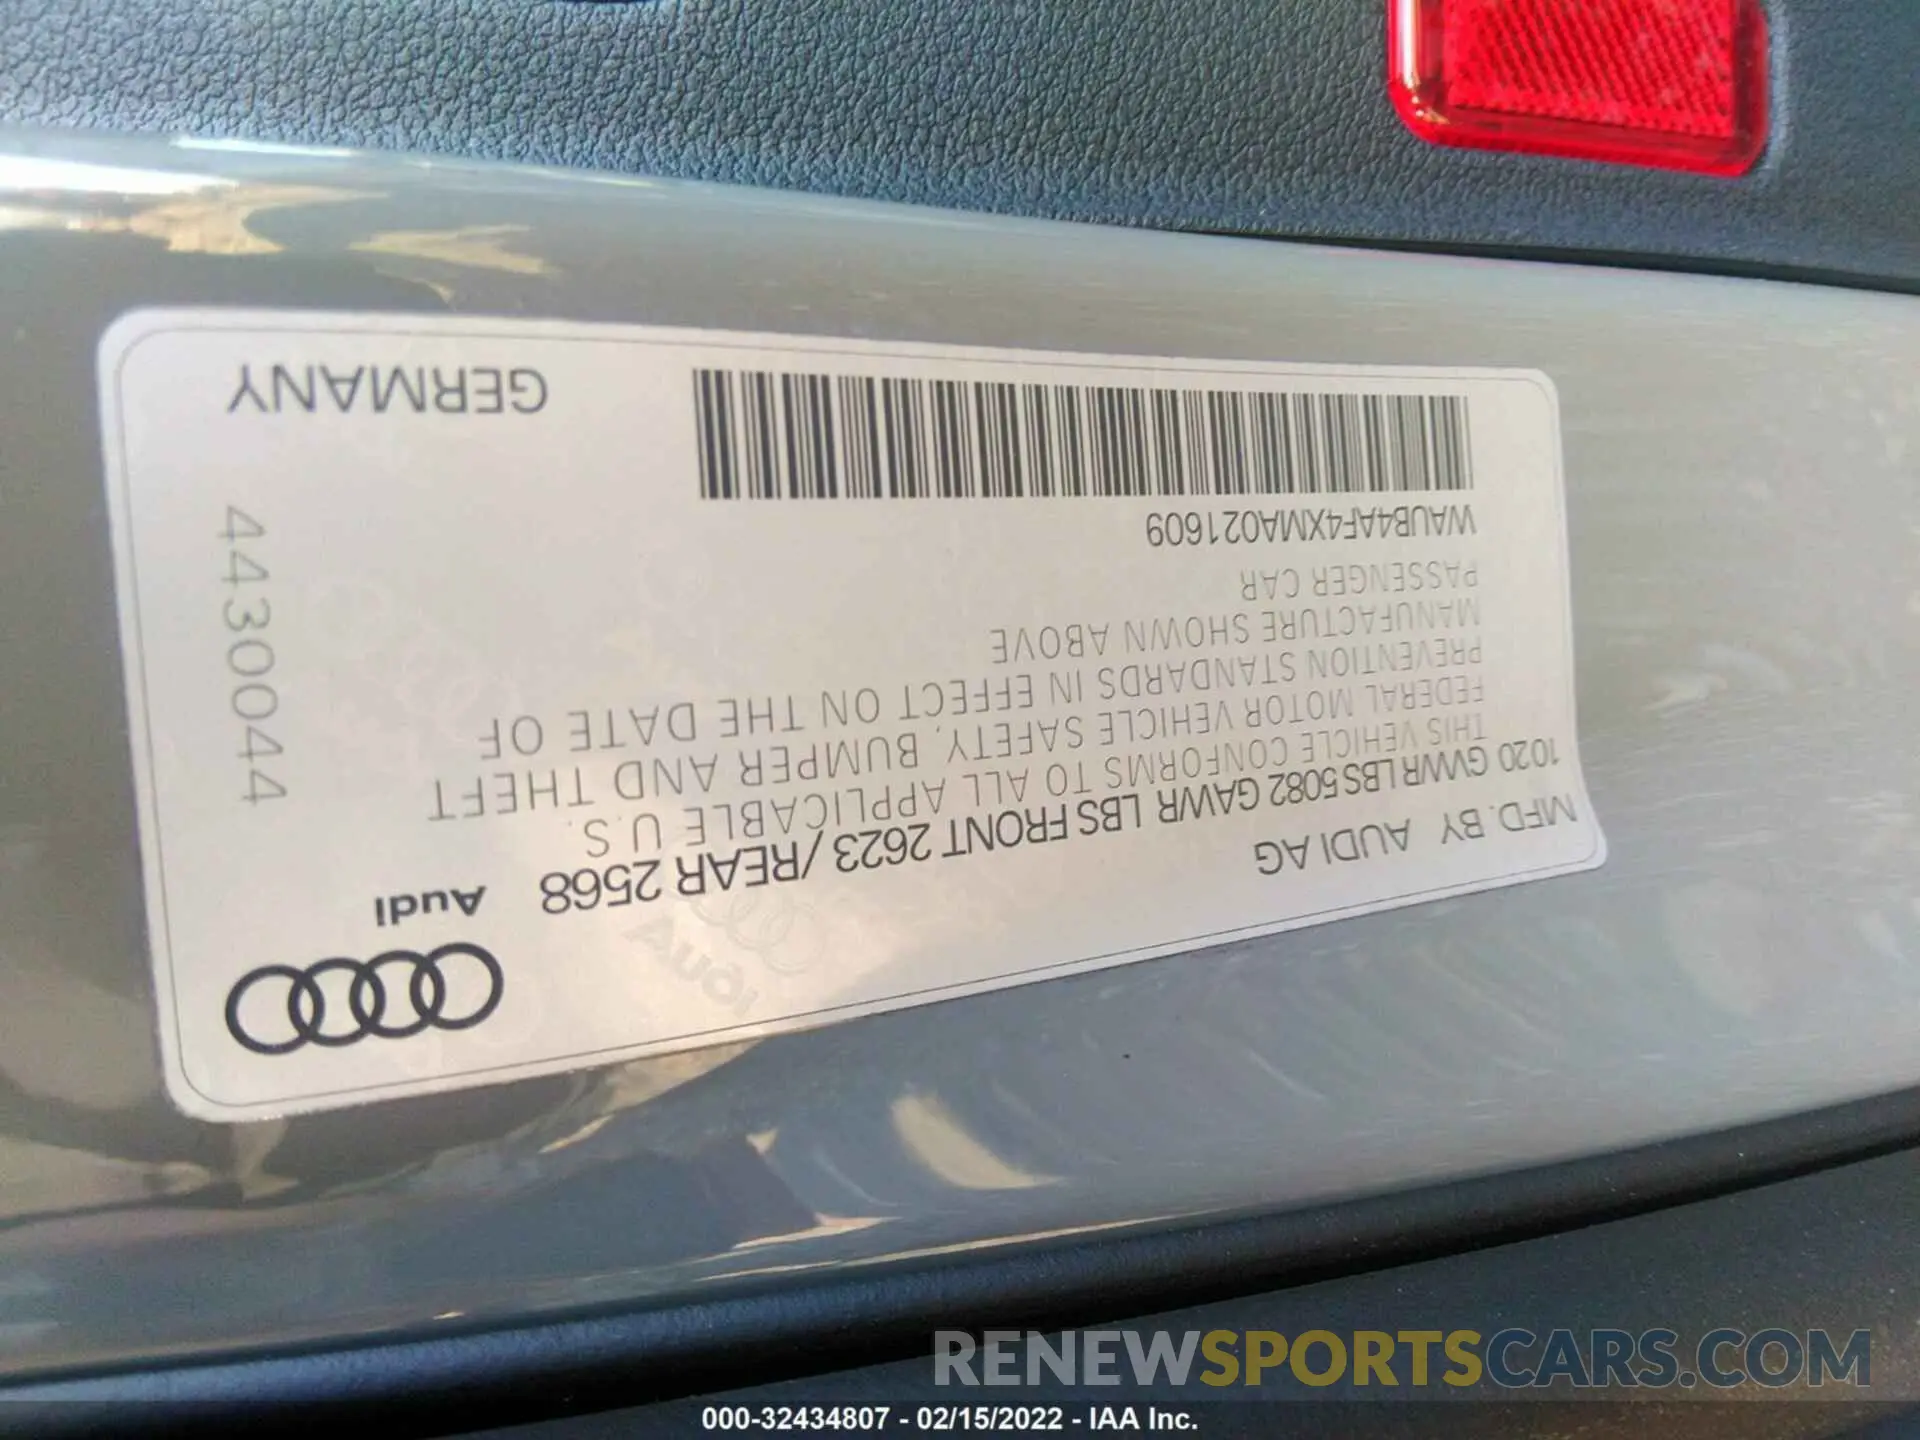 Audi
MFD. BY AUDI AG
1020 GVWR LBS 5082 GAWR LBS FRONT 2623 / REAR 2568
THIS VEHICLE CONFORMS TO ALL APPLICABLE U.S.
FEDERAL MOTOR VEHICLE SAFETY, BUMPER AND THEFT
PREVENTION STANDARDS IN EFFECT ON THE DATE OF
MANUFACTURE SHOWN ABOVE
PASSENGER CAR
WAUB4AF4XMA021609
GERMANY
4430044
AUDI
RENEWSPORTSCARS.COM
000-32434807 - 02/15/2022 - IAA Inc.